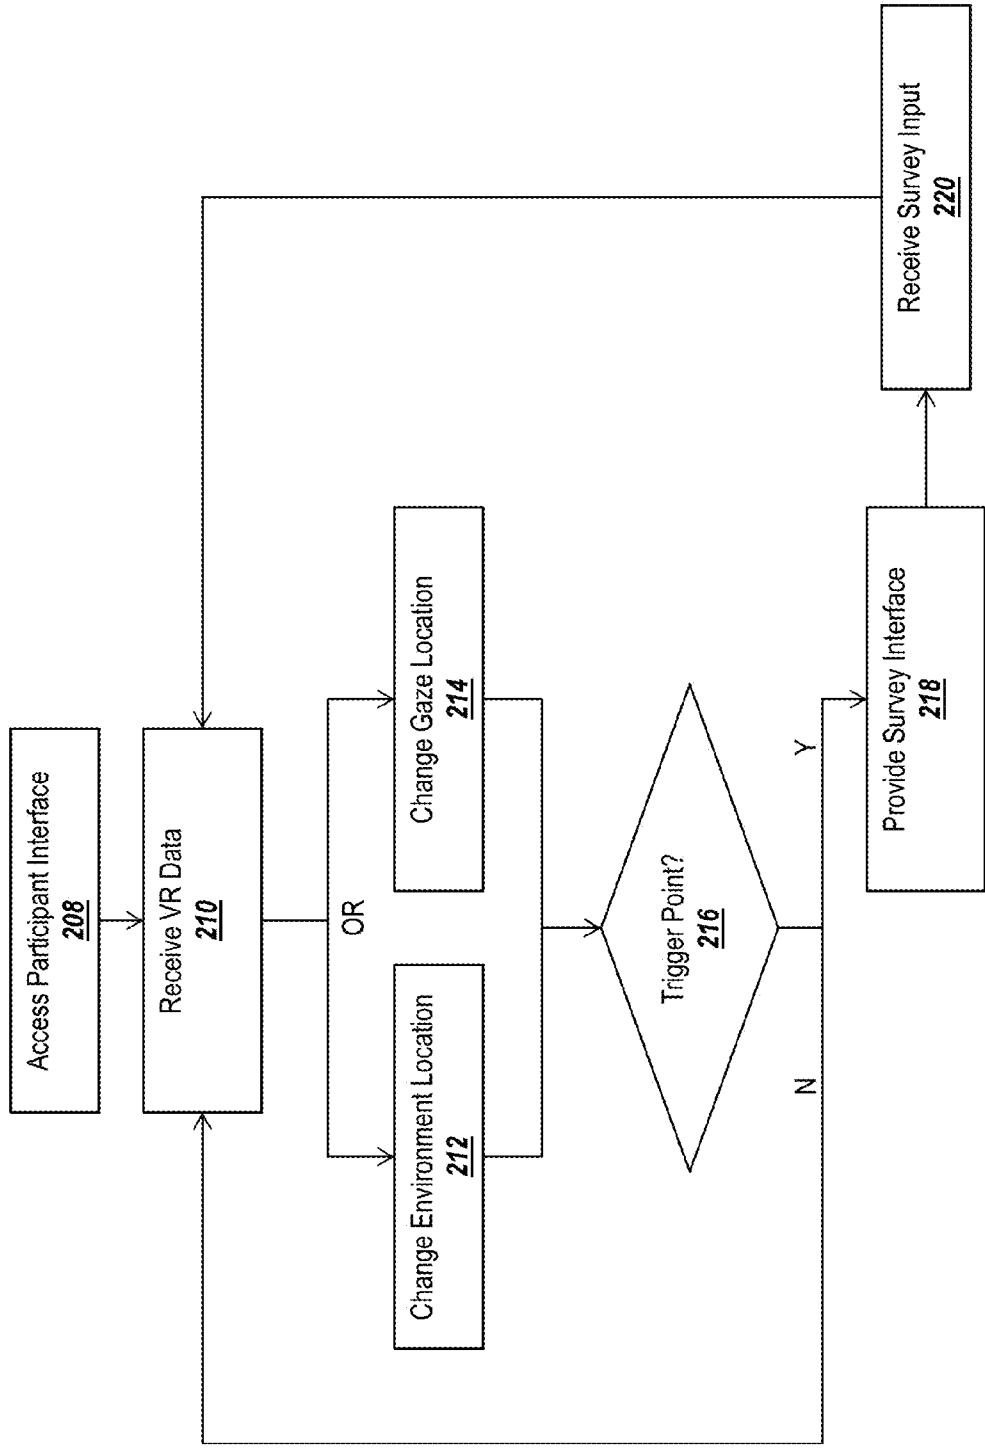 Access Participant Interface
208
Receive VR Data
210
OR
Change Environment Location
212
Change Gaze Location
214
Trigger Point?
216
N
Y
Provide Survey Interface
218
Receive Survey Input
220